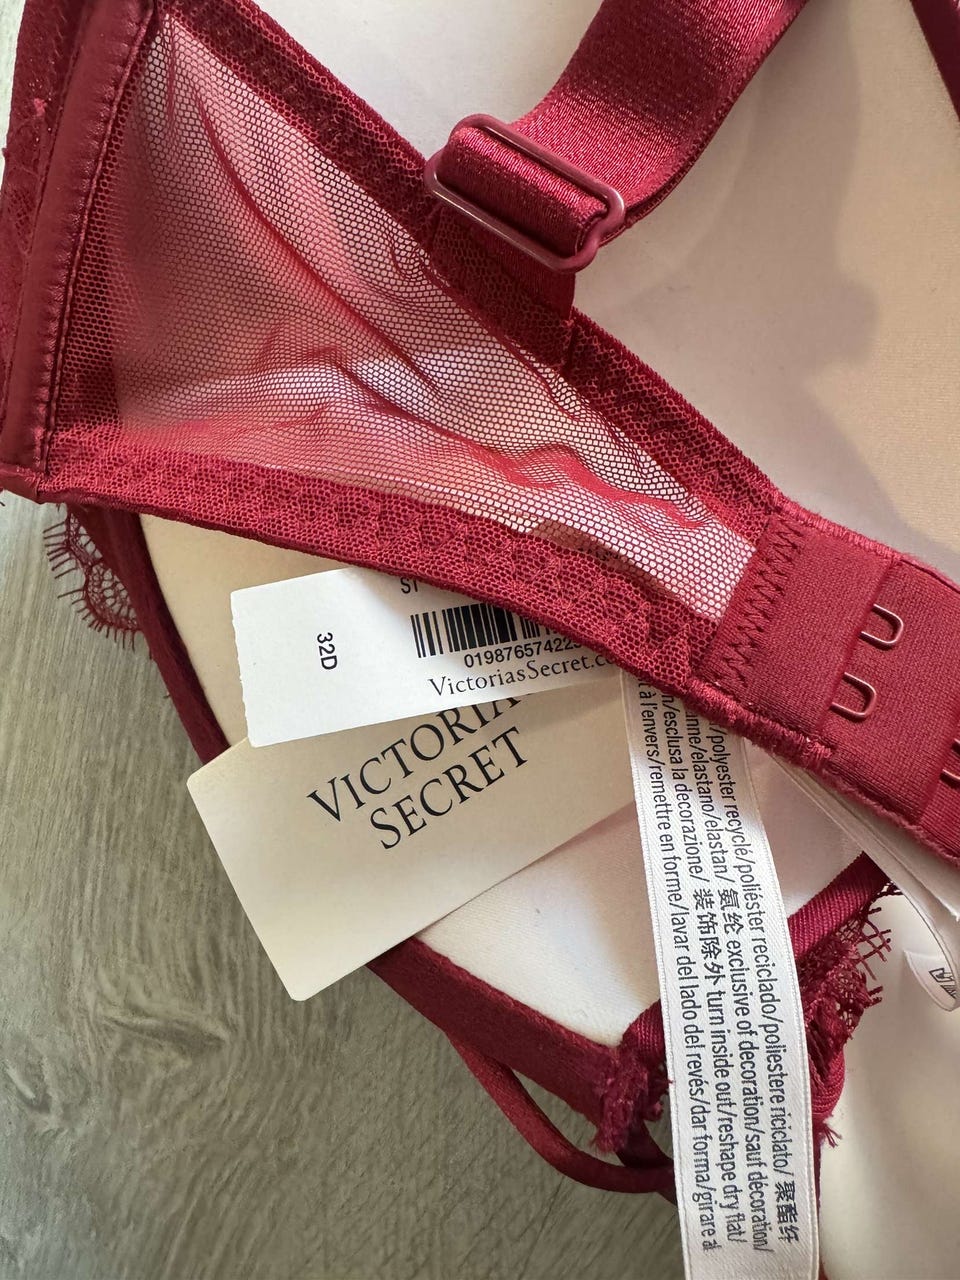 32D
019876574223
VictoriasSecret.co
VICTORIA
SECRET
/polyester recyclé/poliéster reciclado/poliestere riciclato/ 聚酯纤
/elastano/elastan/ 氨纶 exclusive of decoration/sauf décoration/
/esclusa la decorazione/ 装饰除外 turn inside out/reshape dry flat/
à l'envers/remettre en forme/lavar del lado del revés/dar forma/girare al